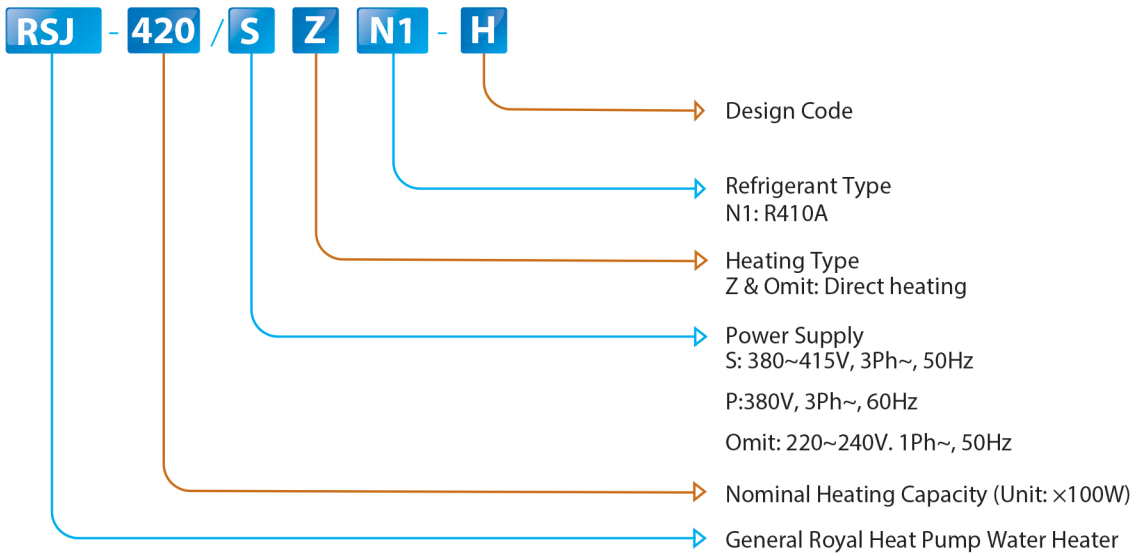 RSJ - 420 / S Z N1 - H
Design Code
Refrigerant Type
N1: R410A
Heating Type
Z & Omit: Direct heating
Power Supply
S: 380~415V, 3Ph~, 50Hz
P:380V, 3Ph~, 60Hz
Omit: 220~240V. 1Ph~, 50Hz
Nominal Heating Capacity (Unit: ×100W)
General Royal Heat Pump Water Heater